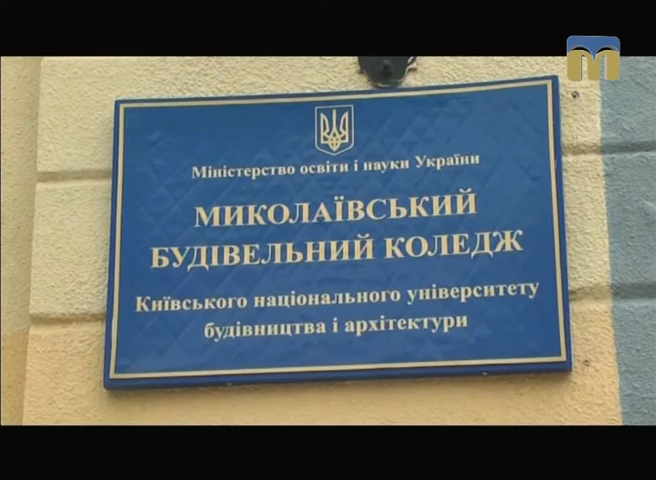 Міністерство освіти і науки України
МИКОЛАЇВСЬКИЙ
БУДІВЕЛЬНИЙ КОЛЕДЖ
Київського національного університету
будівництва і архітектури